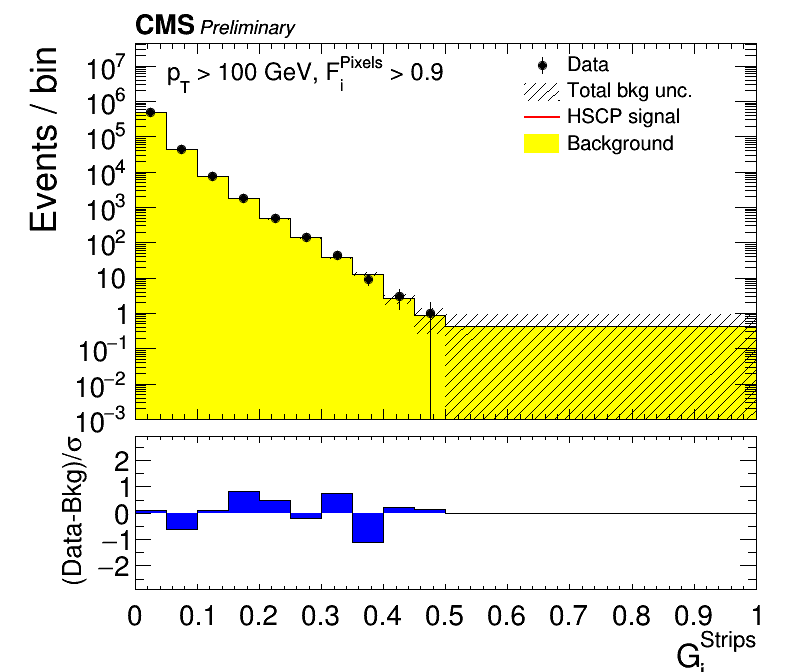 CMS Preliminary
p_T > 100 GeV, F_i^Pixels > 0.9
Data
Total bkg unc.
HSCP signal
Background
Events / bin
10^7
10^6
10^5
10^4
10^3
10^2
10
1
10^−1
10^−2
10^−3
(Data-Bkg)/σ
2
1
0
−1
−2
0 0.1 0.2 0.3 0.4 0.5 0.6 0.7 0.8 0.9 1
G_i^Strips